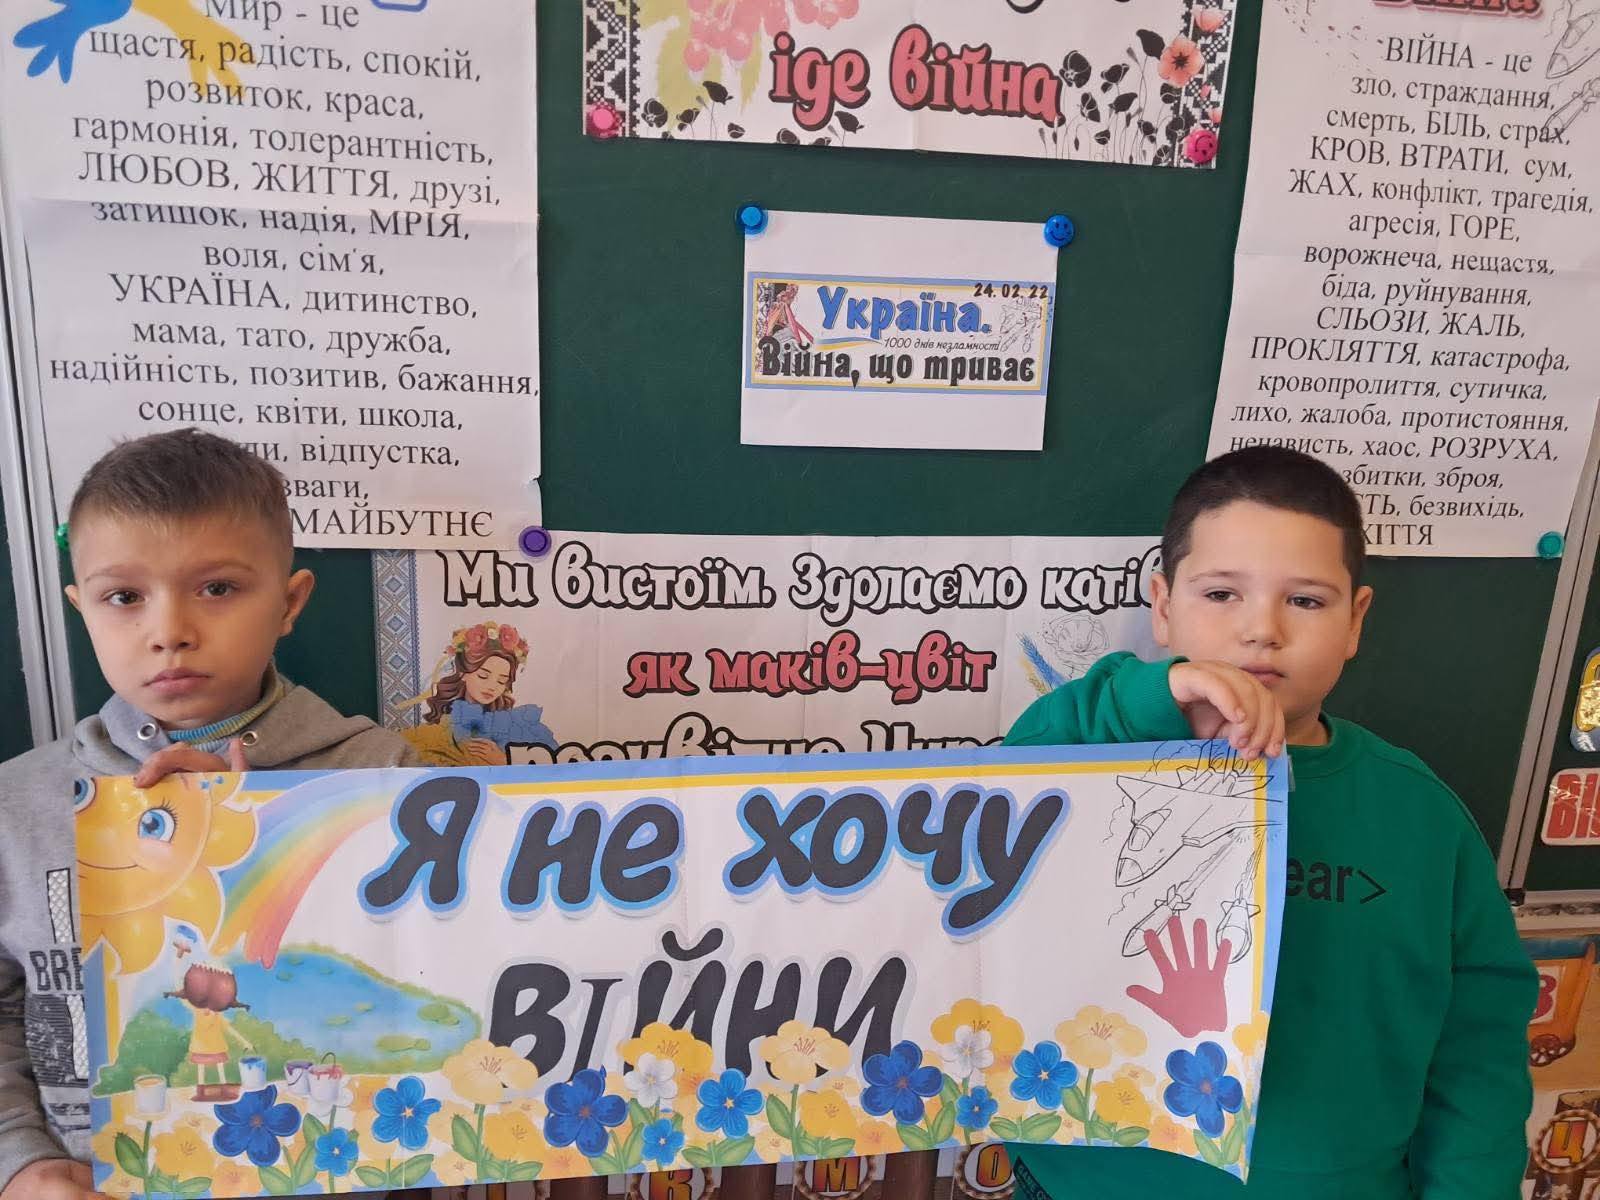 Мир - це
щастя, радість, спокій,
розвиток, краса,
гармонія, толерантність,
ЛЮБОВ, ЖИТТЯ, друзі,
затишок, надія, МРІЯ,
воля, сім'я,
УКРАЇНА, дитинство,
мама, тато, дружба,
надійність, позитив, бажання,
сонце, квіти, школа,
відпустка,
МАЙБУТНЄ
іде війна
24.02.22
Україна.
1000 днів незламності
Війна, що триває
ВІЙНА - це
зло, страждання,
смерть, БІЛЬ, страх,
КРОВ, ВТРАТИ, сум,
ЖАХ, конфлікт, трагедія,
агресія, ГОРЕ,
ворожнеча, нещастя,
біда, руйнування,
СЛЬОЗИ, ЖАЛЬ,
ПРОКЛЯТТЯ, катастрофа,
кровопролиття, сутичка,
лихо, жалоба, протистояння,
ненависть, хаос, РОЗРУХА,
збитки, зброя,
безвихідь,
Ми вистоїм. Здолаємо катів
як маків-цвіт
Я не хочу
війни